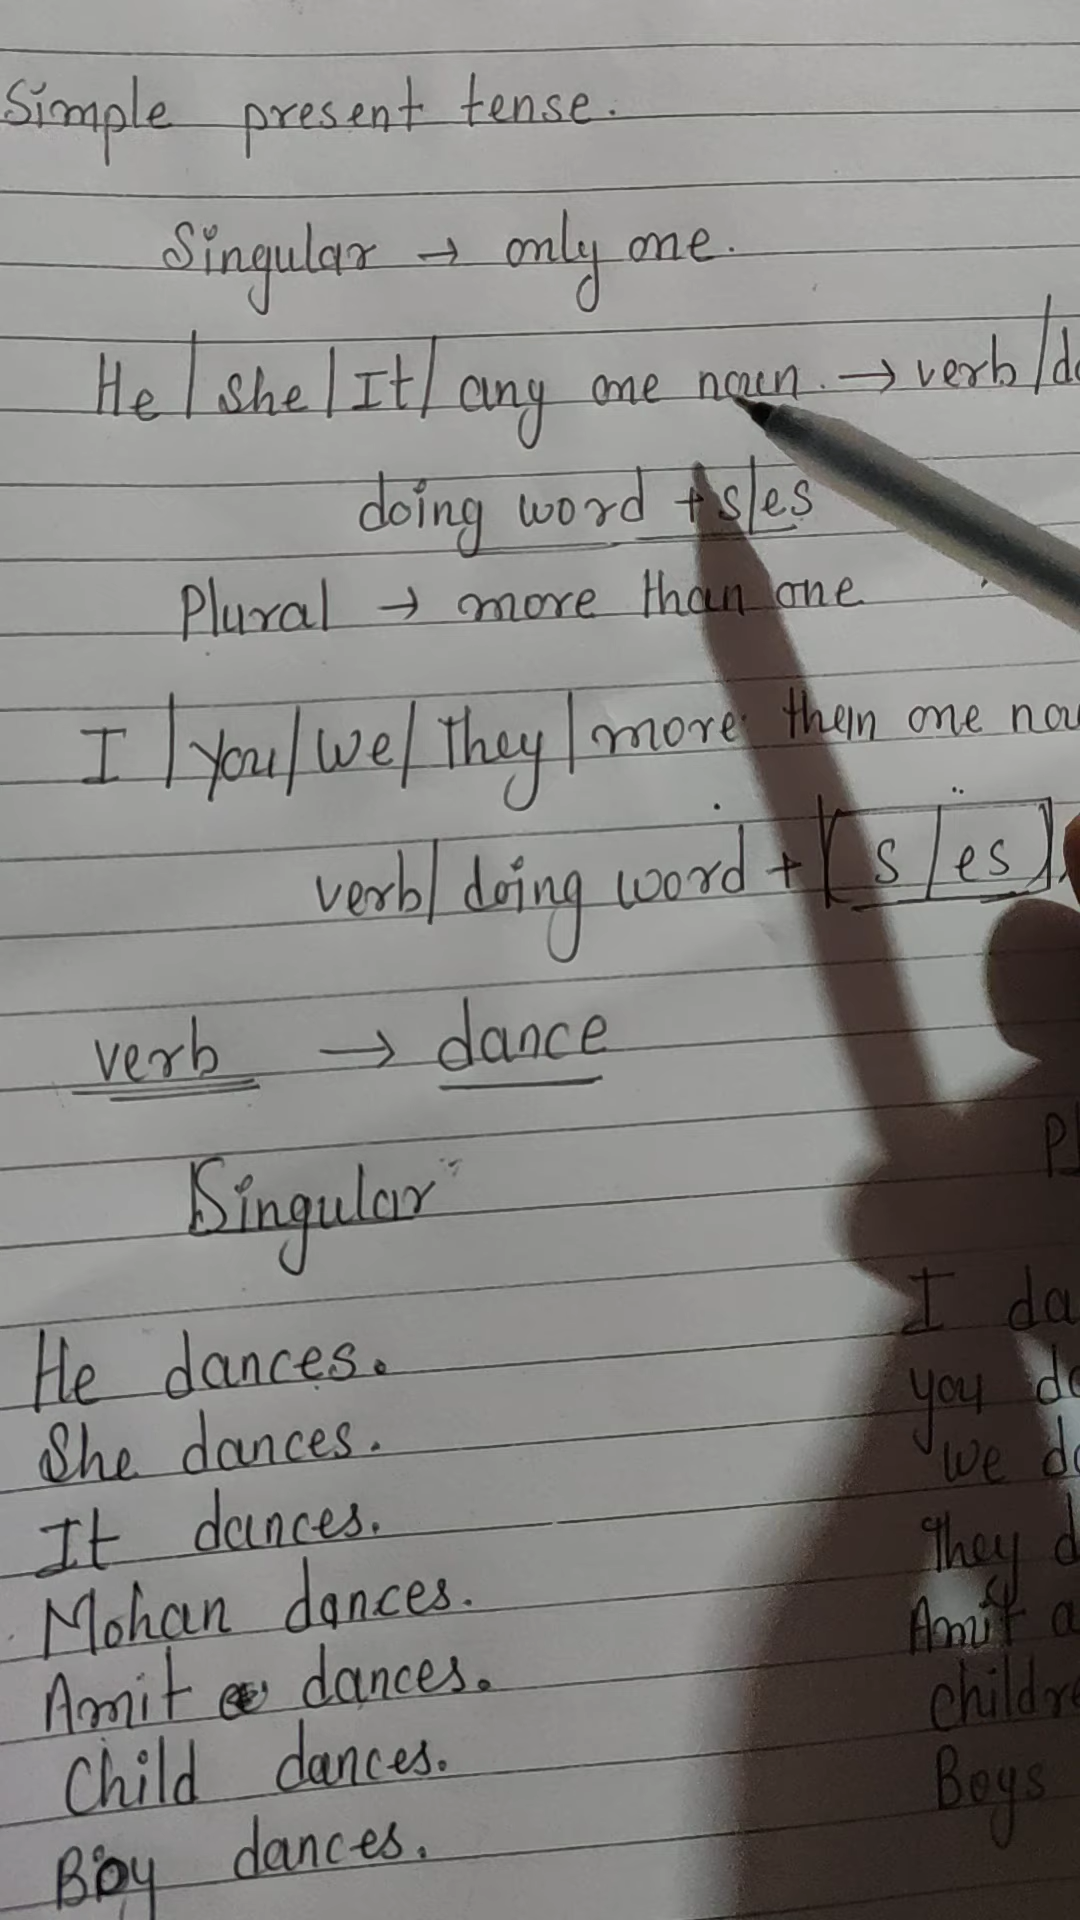 Simple present tense.
Singular → only one.
He / she / It / any one noun. → verb /
doing word + s/es
Plural → more than one
I / you / we / they / more then one
verb / doing word + [s / es]
verb → dance
Singular
He dances.
She dances.
It dances.
Mohan dances.
Amit dances.
Child dances.
Boy dances.
I
you
we
they
Amit
Boys